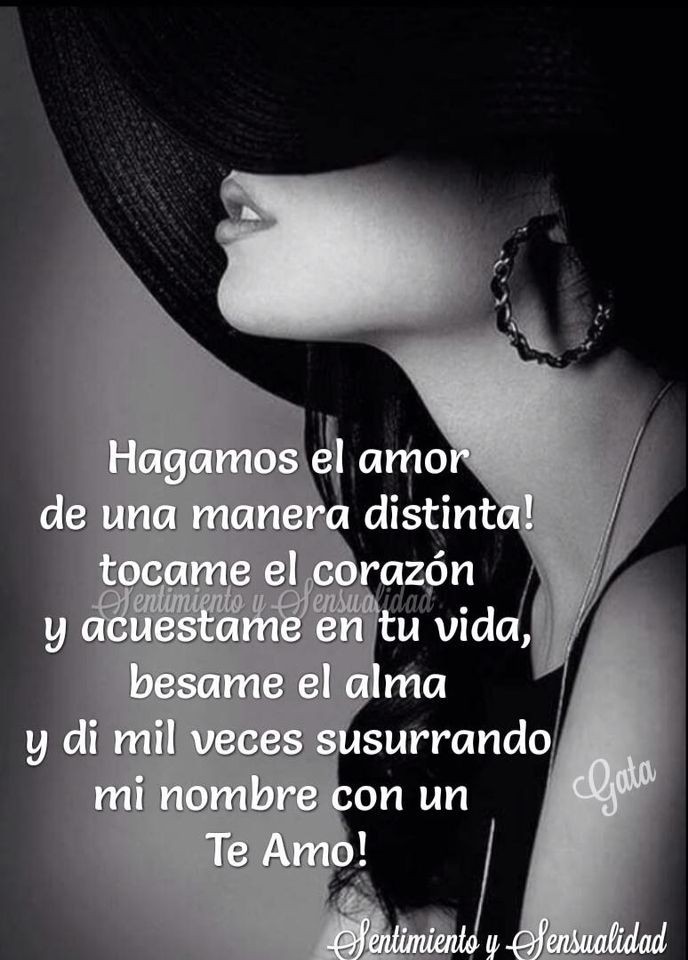 Hagamos el amor
de una manera distinta!
tocame el corazón
Sentimiento y Sensualidad
y acuestame en tu vida,
besame el alma
y di mil veces susurrando
mi nombre con un
Te Amo!
Gata
Sentimiento y Sensualidad